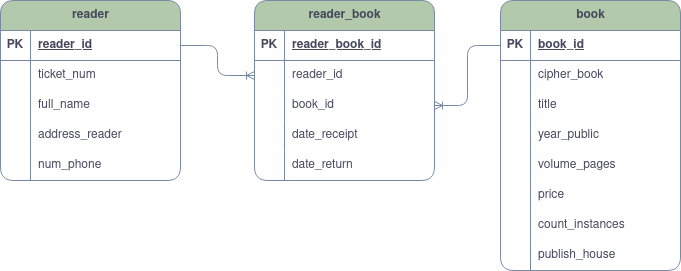 reader
PK reader_id
ticket_num
full_name
address_reader
num_phone
reader_book
PK reader_book_id
reader_id
book_id
date_receipt
date_return
book
PK book_id
cipher_book
title
year_public
volume_pages
price
count_instances
publish_house